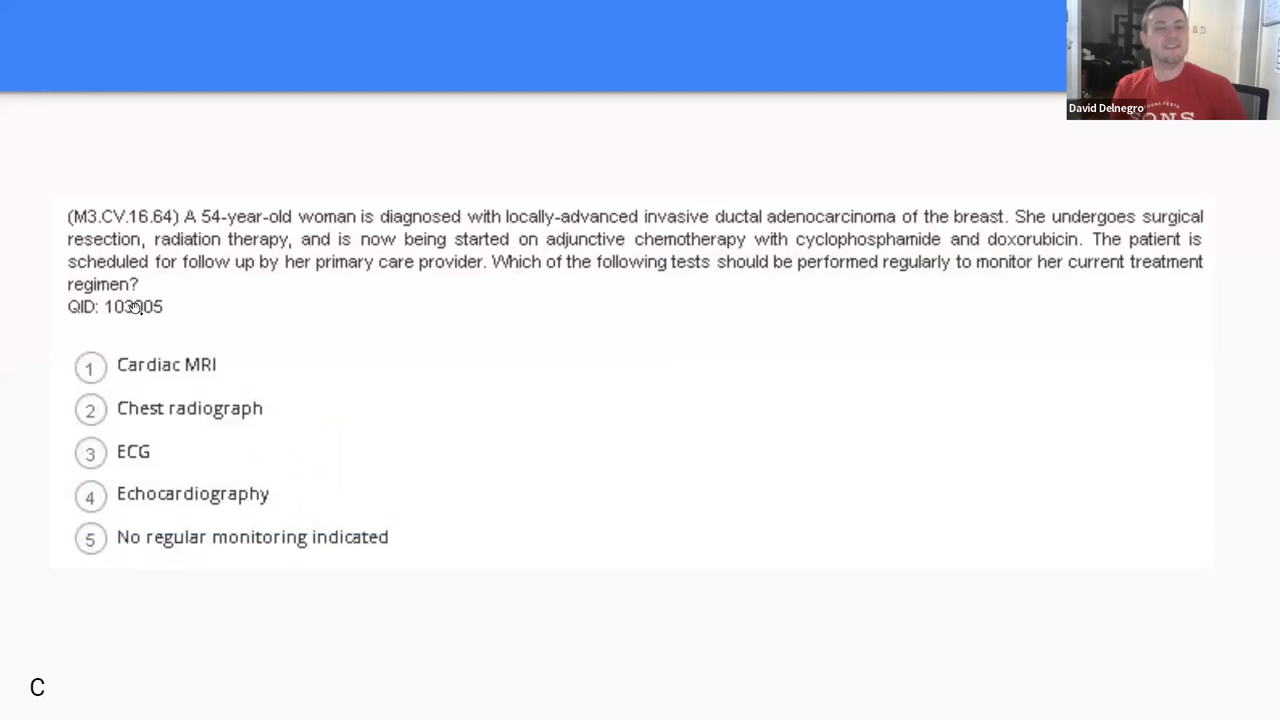 David Delnegro
SONS
(M3.CV.16.64) A 54-year-old woman is diagnosed with locally-advanced invasive ductal adenocarcinoma of the breast. She undergoes surgical
resection, radiation therapy, and is now being started on adjunctive chemotherapy with cyclophosphamide and doxorubicin. The patient is
scheduled for follow up by her primary care provider. Which of the following tests should be performed regularly to monitor her current treatment
regimen?
QID: 103005
1 Cardiac MRI
2 Chest radiograph
3 ECG
4 Echocardiography
5 No regular monitoring indicated
C